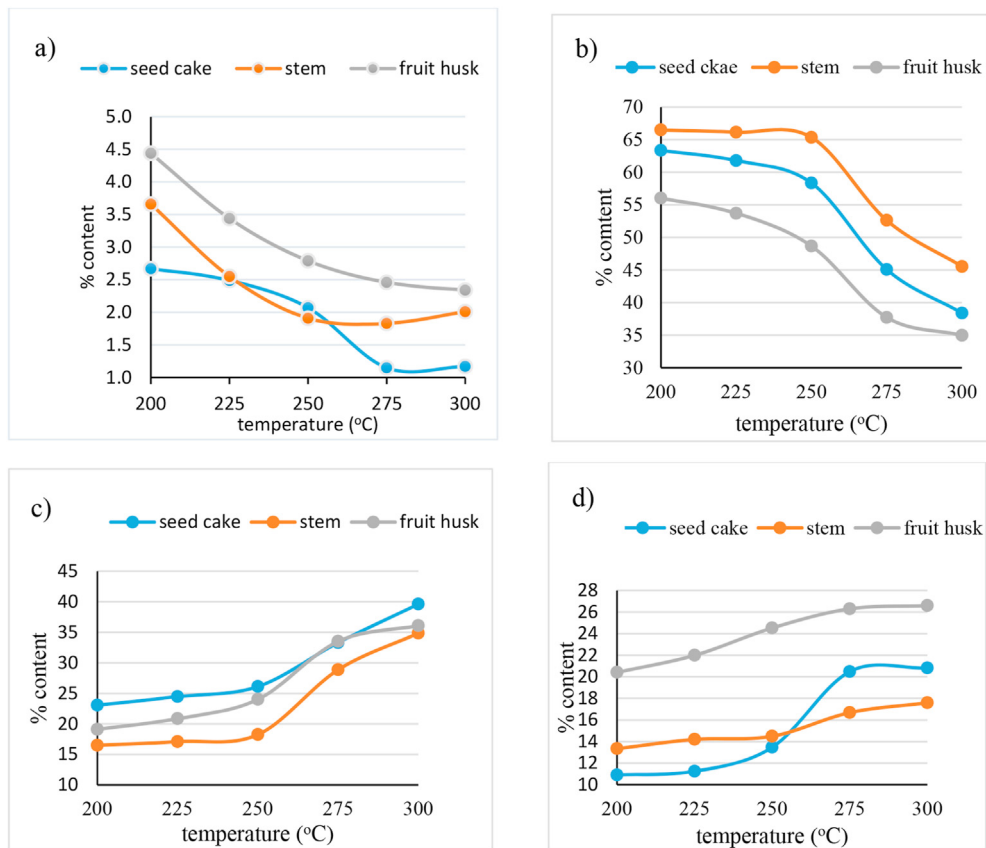 a)
seed cake stem fruit husk
5.0
4.5
4.0
3.5
3.0
2.5
2.0
1.5
1.0
% content
200 225 250 275 300
temperature (°C)
b)
seed ckae stem fruit husk
70
65
60
55
50
45
40
35
30
% comtent
200 225 250 275 300
temperature (°C)
c)
seed cake stem fruit husk
45
40
35
30
25
20
15
10
% content
200 225 250 275 300
temperature (°C)
d)
seed cake stem fruit husk
28
26
24
22
20
18
16
14
12
10
% content
200 225 250 275 300
temperature (°C)